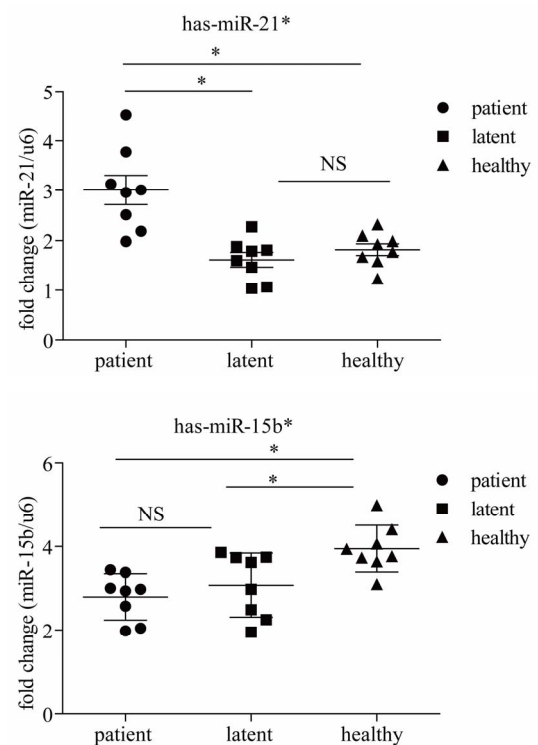 has-miR-21*
*
*
NS
5
4
3
2
1
0
fold change (miR-21/u6)
patient
latent
healthy
patient
latent
healthy
has-miR-15b*
*
*
NS
6
4
2
0
fold change (miR-15b/u6)
patient
latent
healthy
patient
latent
healthy